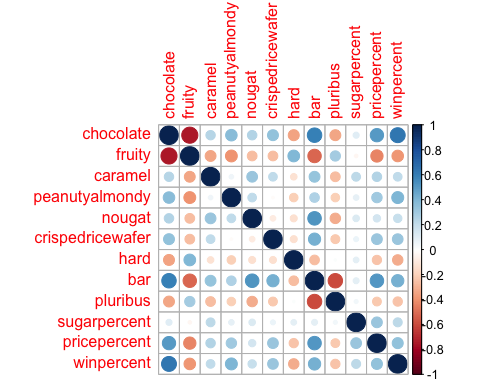 chocolate
fruity
caramel
peanutyalmondy
nougat
crispedricewafer
hard
bar
pluribus
sugarpercent
pricepercent
winpercent
chocolate
fruity
caramel
peanutyalmondy
nougat
crispedricewafer
hard
bar
pluribus
sugarpercent
pricepercent
winpercent
1
0.8
0.6
0.4
0.2
0
-0.2
-0.4
-0.6
-0.8
-1